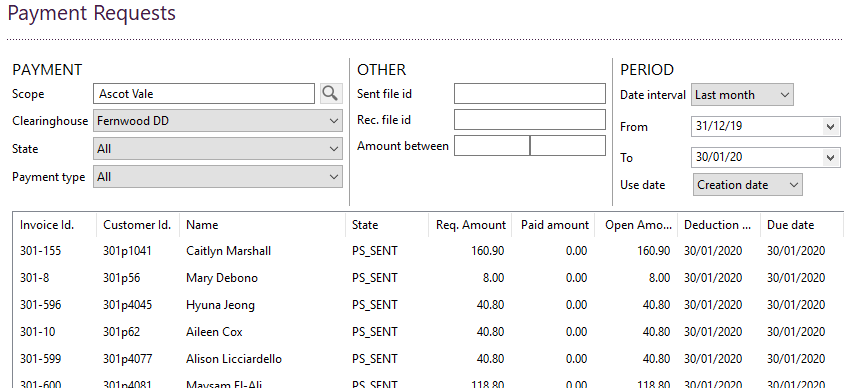 Payment Requests
PAYMENT
Scope Ascot Vale
Clearinghouse Fernwood DD
State All
Payment type All
OTHER
Sent file id
Rec. file id
Amount between
PERIOD
Date interval Last month
From 31/12/19
To 30/01/20
Use date Creation date
Invoice Id. Customer Id. Name State Req. Amount Paid amount Open Amo... Deduction ... Due date
301-155 301p1041 Caitlyn Marshall PS_SENT 160.90 0.00 160.90 30/01/2020 30/01/2020
301-8 301p56 Mary Debono PS_SENT 8.00 0.00 8.00 30/01/2020 30/01/2020
301-596 301p4045 Hyuna Jeong PS_SENT 40.80 0.00 40.80 30/01/2020 30/01/2020
301-10 301p62 Aileen Cox PS_SENT 40.80 0.00 40.80 30/01/2020 30/01/2020
301-599 301p4077 Alison Licciardello PS_SENT 40.80 0.00 40.80 30/01/2020 30/01/2020
301-600 301p4081 Maysam El-Ali PS_SENT 118.80 0.00 118.80 30/01/2020 30/01/2020